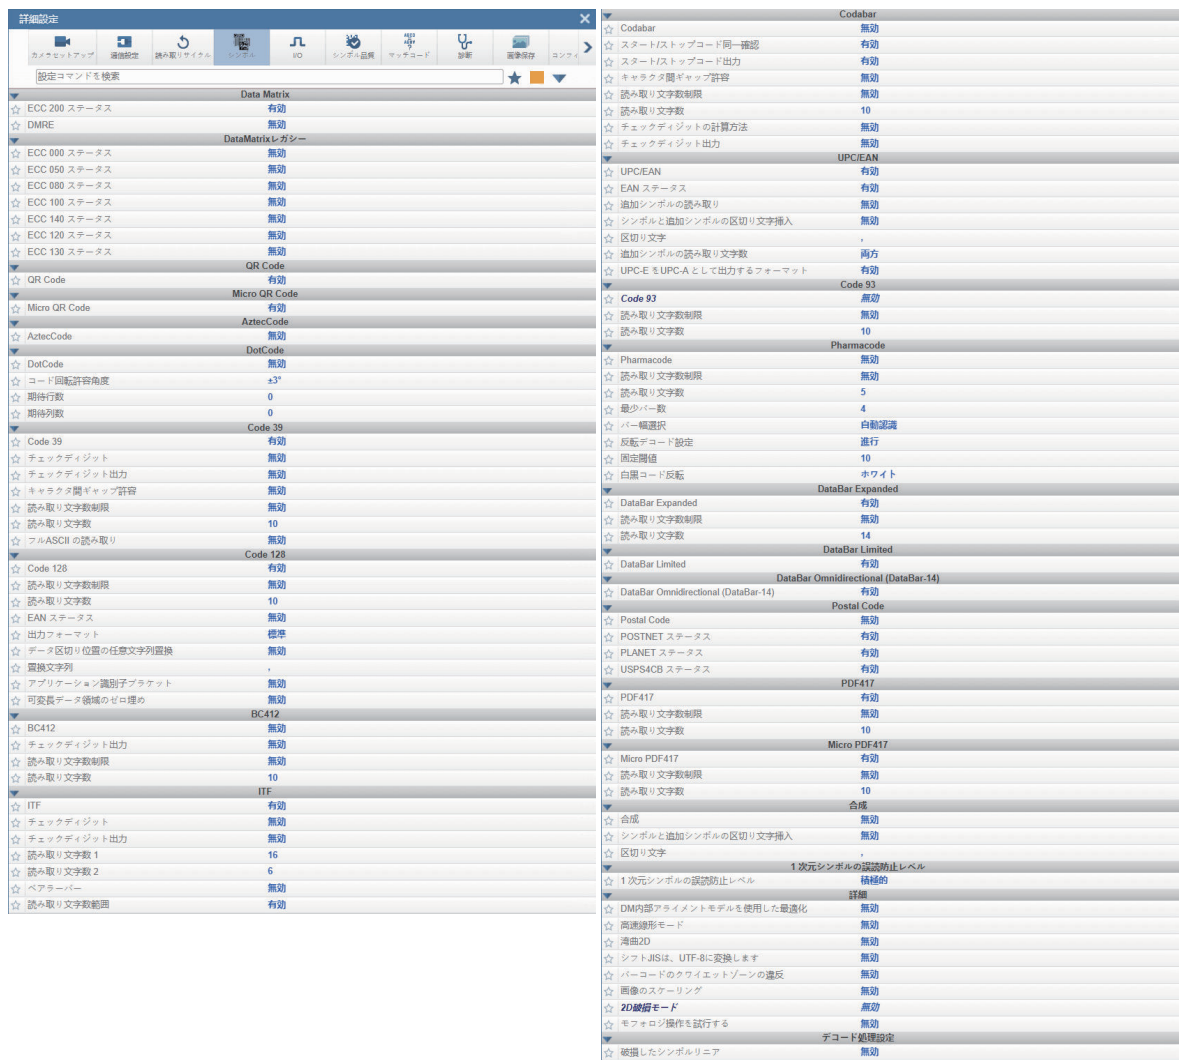 詳細設定
カメラセットアップ 通信設定 読み取りサイクル シンボル I/O シンボル品質 マッチコード 診断 画像保存
設定コマンドを検索
Data Matrix
ECC 200 ステータス 有効
DMRE 無効
DataMatrixレガシー
ECC 000 ステータス 無効
ECC 050 ステータス 無効
ECC 080 ステータス 無効
ECC 100 ステータス 無効
ECC 140 ステータス 無効
ECC 120 ステータス 無効
ECC 130 ステータス 無効
QR Code
QR Code 有効
Micro QR Code
Micro QR Code 有効
AztecCode
AztecCode 無効
DotCode
DotCode 無効
コード回転許容角度 ±3°
期待行数 0
期待列数 0
Code 39
Code 39 有効
チェックディジット 無効
チェックディジット出力 無効
キャラクタ間ギャップ許容 無効
読み取り文字数制限 無効
読み取り文字数 10
フルASCII の読み取り 無効
Code 128
Code 128 有効
読み取り文字数制限 無効
読み取り文字数 10
EAN ステータス 無効
出力フォーマット 標準
データ区切り位置の任意文字列置換 無効
置換文字列 ,
アプリケーション識別子ブラケット 無効
可変長データ領域のゼロ埋め 無効
BC412
BC412 無効
チェックディジット出力 無効
読み取り文字数制限 無効
読み取り文字数 10
ITF
ITF 有効
チェックディジット 無効
チェックディジット出力 無効
読み取り文字数 1 16
読み取り文字数 2 6
ベアラーバー 無効
読み取り文字数範囲 有効
Codabar
Codabar 無効
スタート/ストップコード同一確認 有効
スタート/ストップコード出力 有効
キャラクタ間ギャップ許容 無効
読み取り文字数制限 無効
読み取り文字数 10
チェックディジットの計算方法 無効
チェックディジット出力 無効
UPC/EAN
UPC/EAN 有効
EAN ステータス 有効
追加シンボルの読み取り 無効
シンボルと追加シンボルの区切り文字挿入 無効
区切り文字 ,
追加シンボルの読み取り文字数 両方
UPC-E をUPC-A として出力するフォーマット 有効
Code 93
Code 93 無効
読み取り文字数制限 無効
読み取り文字数 10
Pharmacode
Pharmacode 無効
読み取り文字数制限 無効
読み取り文字数 5
最少バー数 4
バー幅選択 自動認識
反転デコード設定 進行
固定閾値 10
白黒コード反転 ホワイト
DataBar Expanded
DataBar Expanded 有効
読み取り文字数制限 無効
読み取り文字数 14
DataBar Limited
DataBar Limited 有効
DataBar Omnidirectional (DataBar-14)
DataBar Omnidirectional (DataBar-14) 有効
Postal Code
Postal Code 無効
POSTNET ステータス 有効
PLANET ステータス 有効
USPS4CB ステータス 有効
PDF417
PDF417 有効
読み取り文字数制限 無効
読み取り文字数 10
Micro PDF417
Micro PDF417 有効
読み取り文字数制限 無効
読み取り文字数 10
合成
合成 無効
シンボルと追加シンボルの区切り文字挿入 無効
区切り文字 ,
1 次元シンボルの誤読防止レベル
1 次元シンボルの誤読防止レベル 積極的
詳細
DM内部アライメントモデルを使用した最適化 無効
高速線形モード 無効
湾曲2D 無効
シフトJISは、UTF-8に変換します 無効
バーコードのクワイエットゾーンの違反 無効
画像のスケーリング 無効
2D破損モード 無効
モフォロジ操作を試行する 無効
デコード処理設定
破損したシンボルリニア 無効